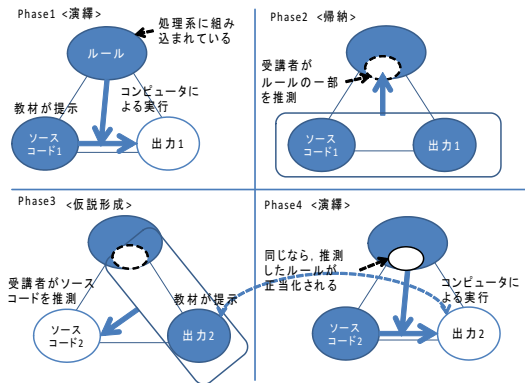 Phase1 <演繹>
処理系に組み
込まれている
ルール
コンピュータに
よる実行
教材が提示
ソース
コード1
出力1
Phase2 <帰納>
受講者が
ルールの一部
を推測
ソース
コード1
出力1
Phase3 <仮説形成>
受講者がソース
コードを推測
教材が提示
ソース
コード2
出力2
Phase4 <演繹>
同じなら,推測
したルールが
正当化される
コンピュータに
よる実行
ソース
コード2
出力2